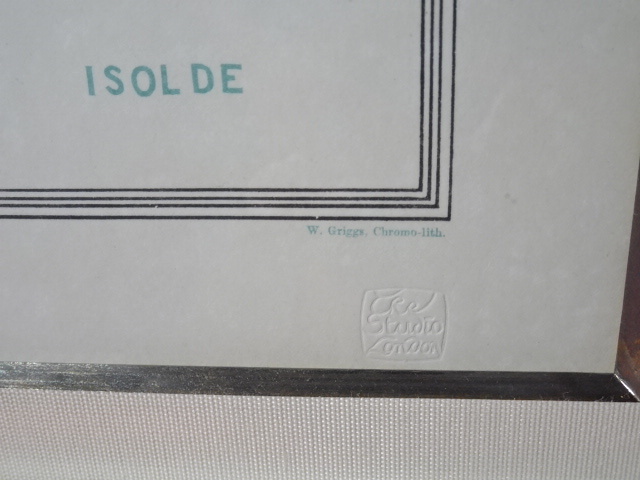 ISOLDE
W. Griggs, Chromo-lith.
The
Studio
London